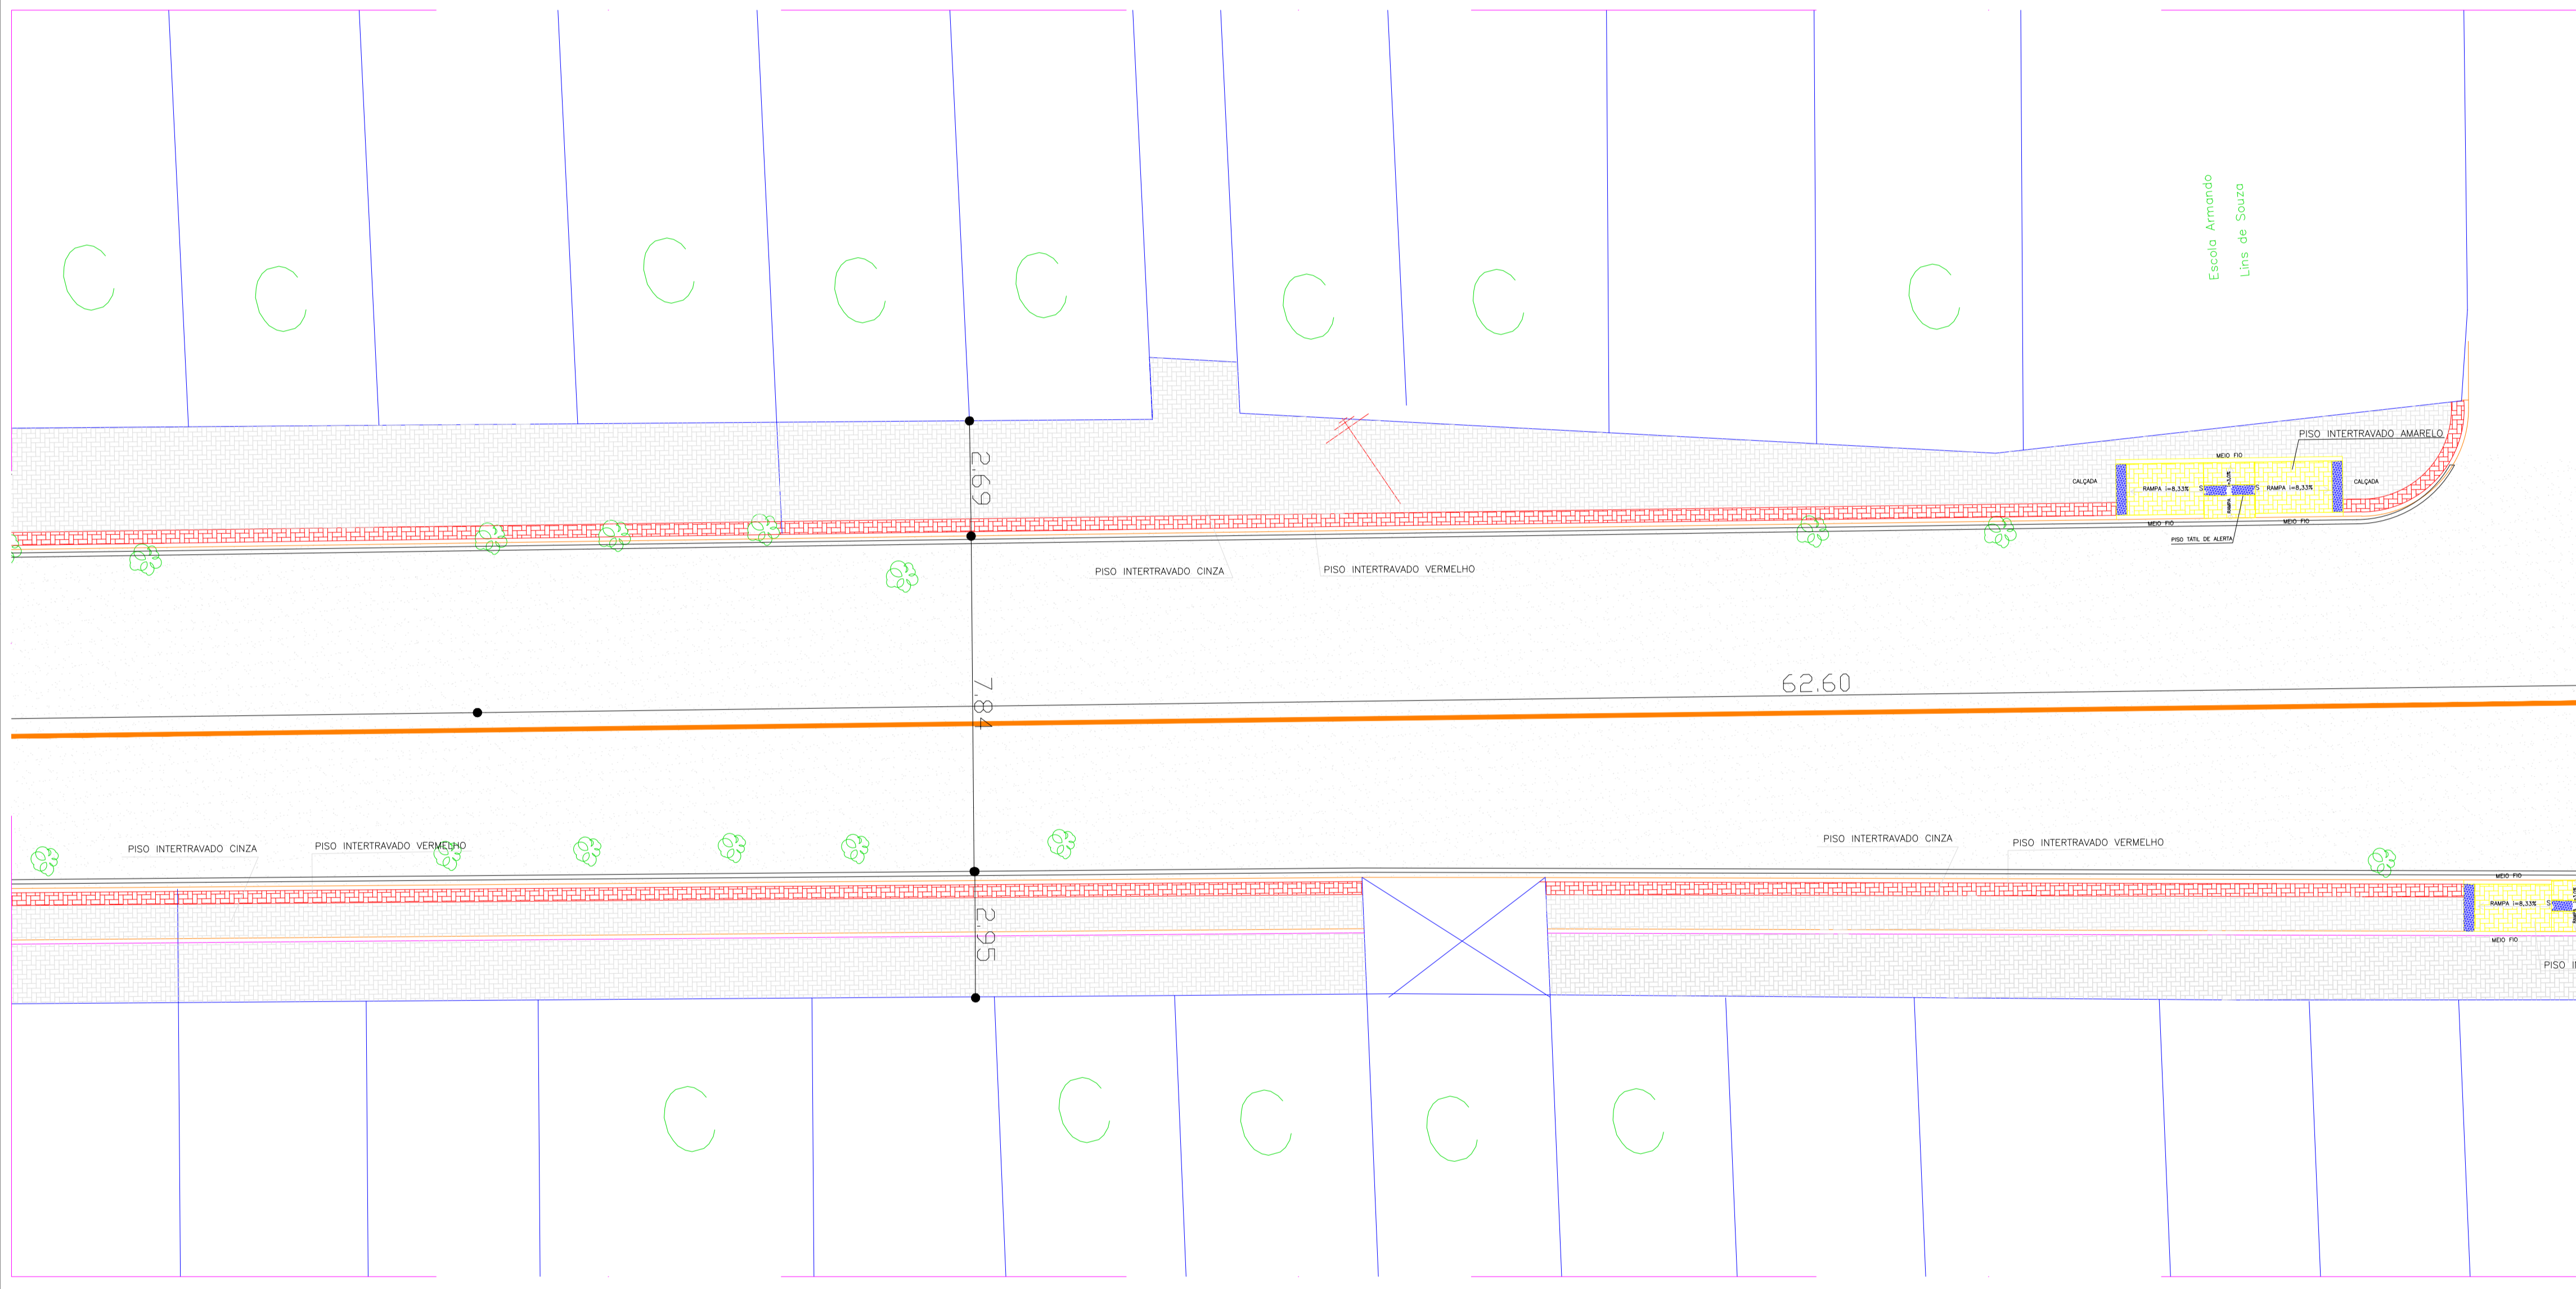 C
C
C
C
C
C
C
C
Escola Armando
Lins de Souza
2.69
PISO INTERTRAVADO AMARELO
MEIO FIO
CALÇADA
RAMPA i=8,33%
S
S
RAMPA i=8,33%
CALÇADA
MEIO FIO
MEIO FIO
PISO TÁTIL DE ALERTA
PISO INTERTRAVADO CINZA
PISO INTERTRAVADO VERMELHO
7.84
62.60
PISO INTERTRAVADO CINZA
PISO INTERTRAVADO VERMELHO
PISO INTERTRAVADO CINZA
PISO INTERTRAVADO VERMELHO
MEIO FIO
RAMPA i=8,33%
S
2.95
MEIO FIO
PISO
C
C
C
C
C